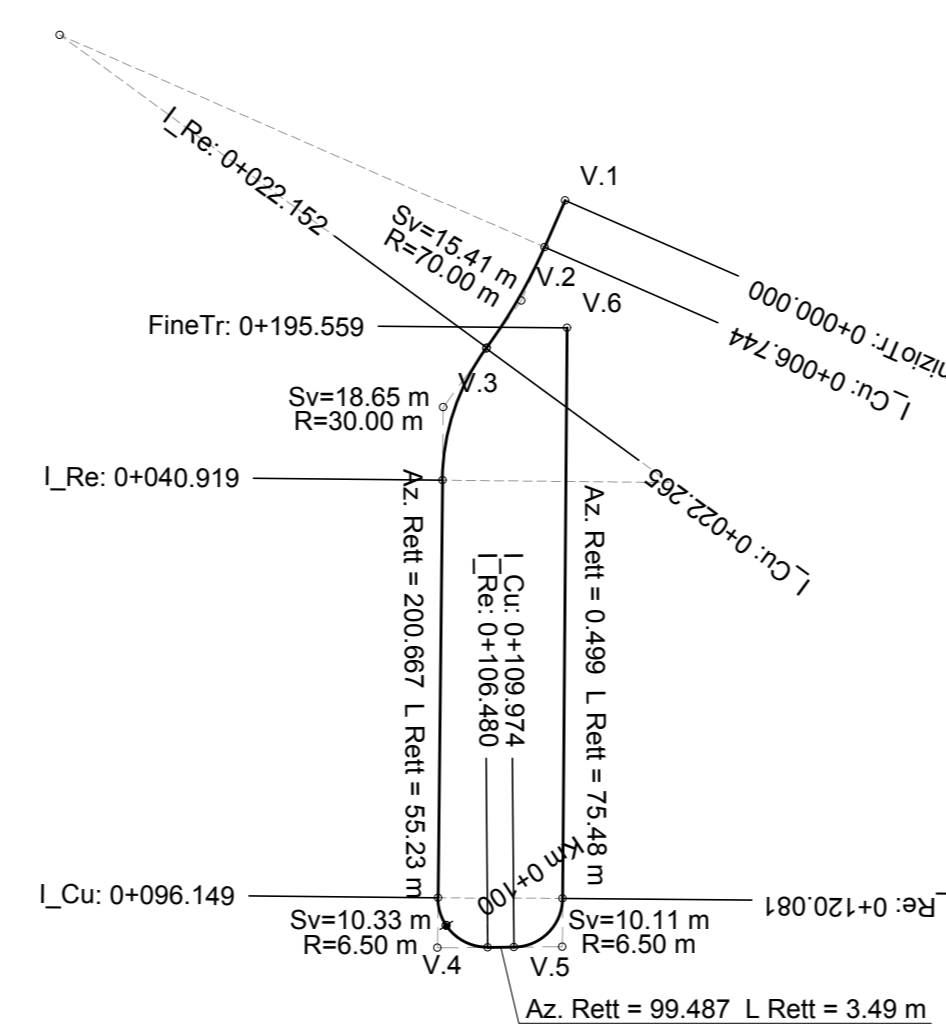 V.1
I_Re: 0+022.152
Sv=15.41 m
R=70.00 m
V.2
V.6
nizioTr: 0+000.000
I_Cu: 0+006.744
FineTr: 0+195.559
V.3
Sv=18.65 m
R=30.00 m
I_Re: 0+040.919
I_Cu: 0+022.265
Az. Rett = 200.667 L Rett = 55.23 m
I_Re: 0+106.480
I_Cu: 0+109.974
Az. Rett = 0.499 L Rett = 75.48 m
Km 0+100
I_Cu: 0+096.149
_Re: 0+120.081
Sv=10.33 m
R=6.50 m
Sv=10.11 m
R=6.50 m
V.4
V.5
Az. Rett = 99.487 L Rett = 3.49 m